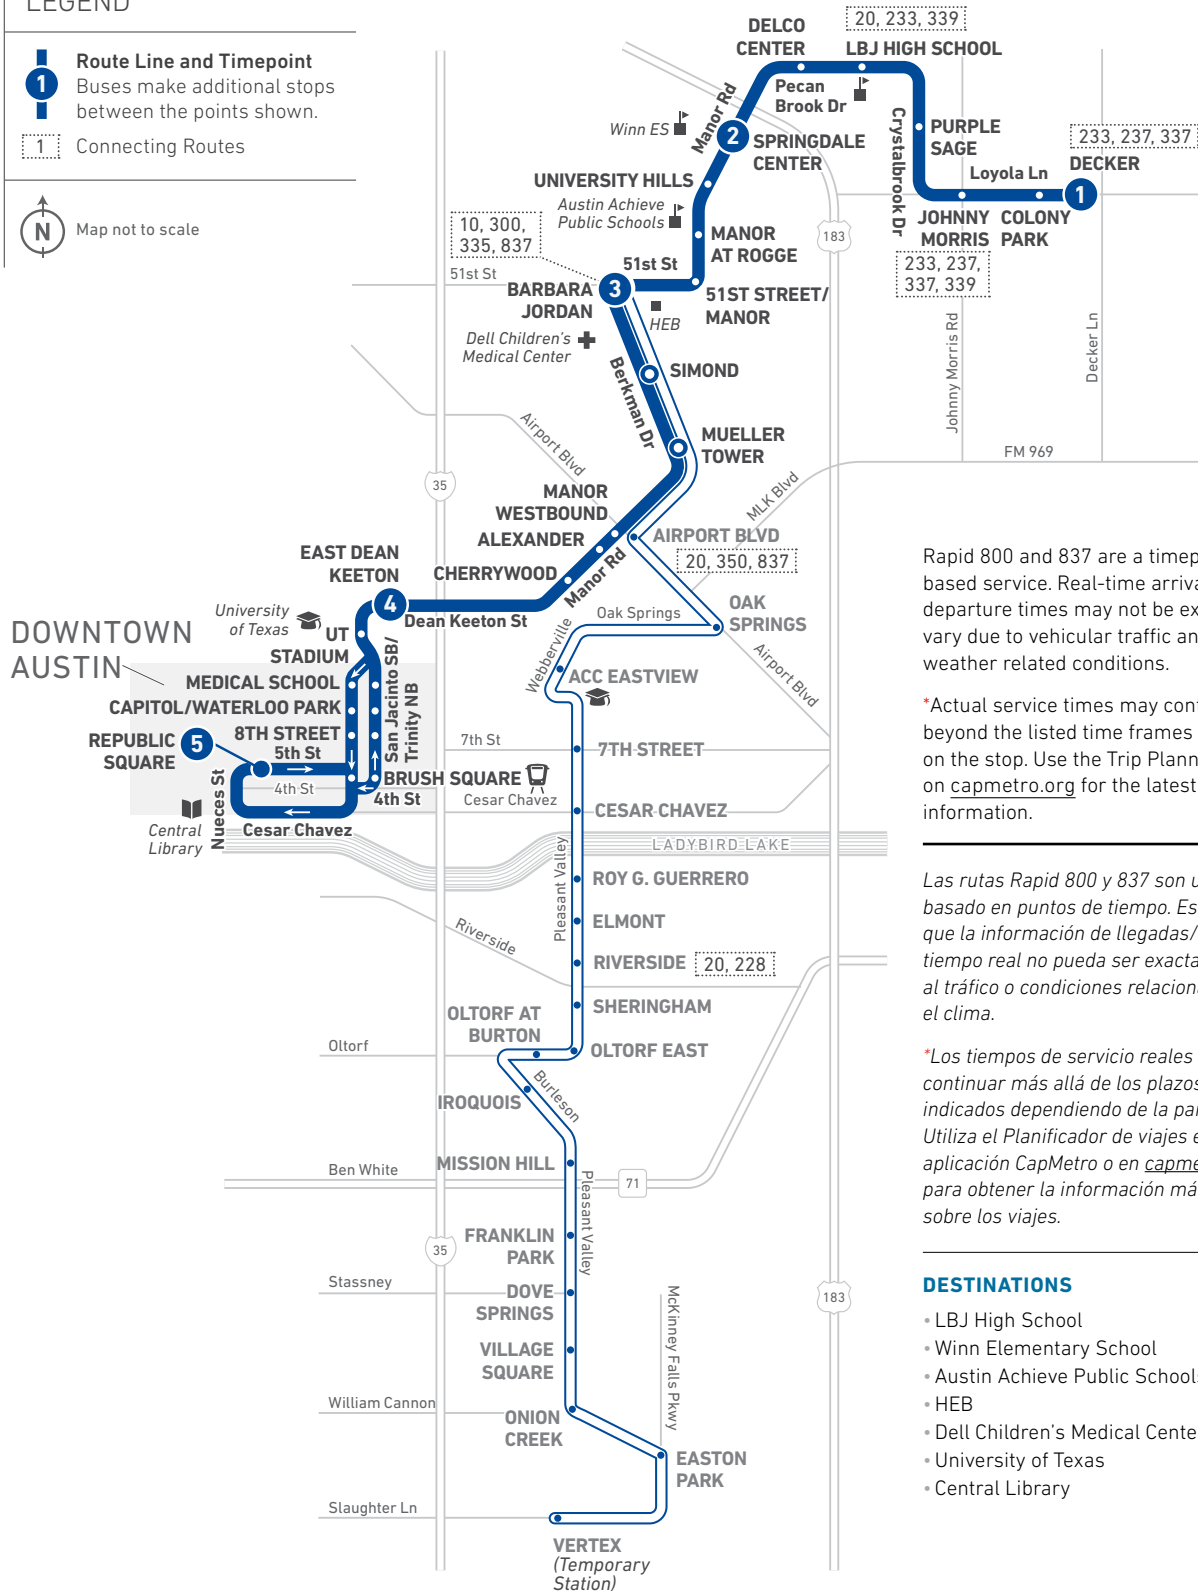 LEGEND
1
Route Line and Timepoint
Buses make additional stops
between the points shown.
1
Connecting Routes
N
Map not to scale
20, 233, 339
DELCO
CENTER
LBJ HIGH SCHOOL
Pecan
Brook Dr
Manor Rd
Winn ES
2
SPRINGDALE
CENTER
Crystalbrook Dr
PURPLE
SAGE
233, 237, 337
DECKER
1
Loyola Ln
JOHNNY
MORRIS
COLONY
PARK
233, 237,
337, 339
UNIVERSITY HILLS
Austin Achieve
Public Schools
183
MANOR
AT ROGGE
10, 300,
335, 837
51st St
51st St
BARBARA
JORDAN
3
51ST STREET/
MANOR
HEB
Dell Children's
Medical Center
Berkman Dr
SIMOND
Johnny Morris Rd
Decker Ln
MUELLER
TOWER
FM 969
Airport Blvd
MLK Blvd
35
MANOR
WESTBOUND
ALEXANDER
AIRPORT BLVD
20, 350, 837
EAST DEAN
KEETON
CHERRYWOOD
Manor Rd
4
Dean Keeton St
Oak Springs
OAK
SPRINGS
University
of Texas
UT
STADIUM
DOWNTOWN
AUSTIN
Webberville
Airport Blvd
ACC EASTVIEW
MEDICAL SCHOOL
CAPITOL/WATERLOO PARK
8TH STREET
San Jacinto SB/
Trinity NB
REPUBLIC
SQUARE
5
5th St
7th St
7TH STREET
BRUSH SQUARE
4th St
4th St
Cesar Chavez
CESAR CHAVEZ
Nueces St
Cesar Chavez
Central
Library
LADYBIRD LAKE
Pleasant Valley
ROY G. GUERRERO
ELMONT
Riverside
RIVERSIDE
20, 228
SHERINGHAM
OLTORF AT
BURTON
Oltorf
OLTORF EAST
Burleson
IROQUOIS
Ben White
MISSION HILL
71
Pleasant Valley
FRANKLIN
PARK
35
Stassney
DOVE
SPRINGS
183
McKinney Falls Pkwy
VILLAGE
SQUARE
William Cannon
ONION
CREEK
EASTON
PARK
Slaughter Ln
VERTEX
(Temporary
Station)
Rapid 800 and 837 are a timep
based service. Real-time arriva
departure times may not be ex
vary due to vehicular traffic an
weather related conditions.
*Actual service times may cont
beyond the listed time frames
on the stop. Use the Trip Plann
on capmetro.org for the latest
information.
Las rutas Rapid 800 y 837 son u
basado en puntos de tiempo. Es
que la información de llegadas/
tiempo real no pueda ser exacta
al tráfico o condiciones relaciona
el clima.
*Los tiempos de servicio reales
continuar más allá de los plazos
indicados dependiendo de la par
Utiliza el Planificador de viajes e
aplicación CapMetro o en capme
para obtener la información má
sobre los viajes.
DESTINATIONS
• LBJ High School
• Winn Elementary School
• Austin Achieve Public Schools
• HEB
• Dell Children's Medical Cente
• University of Texas
• Central Library